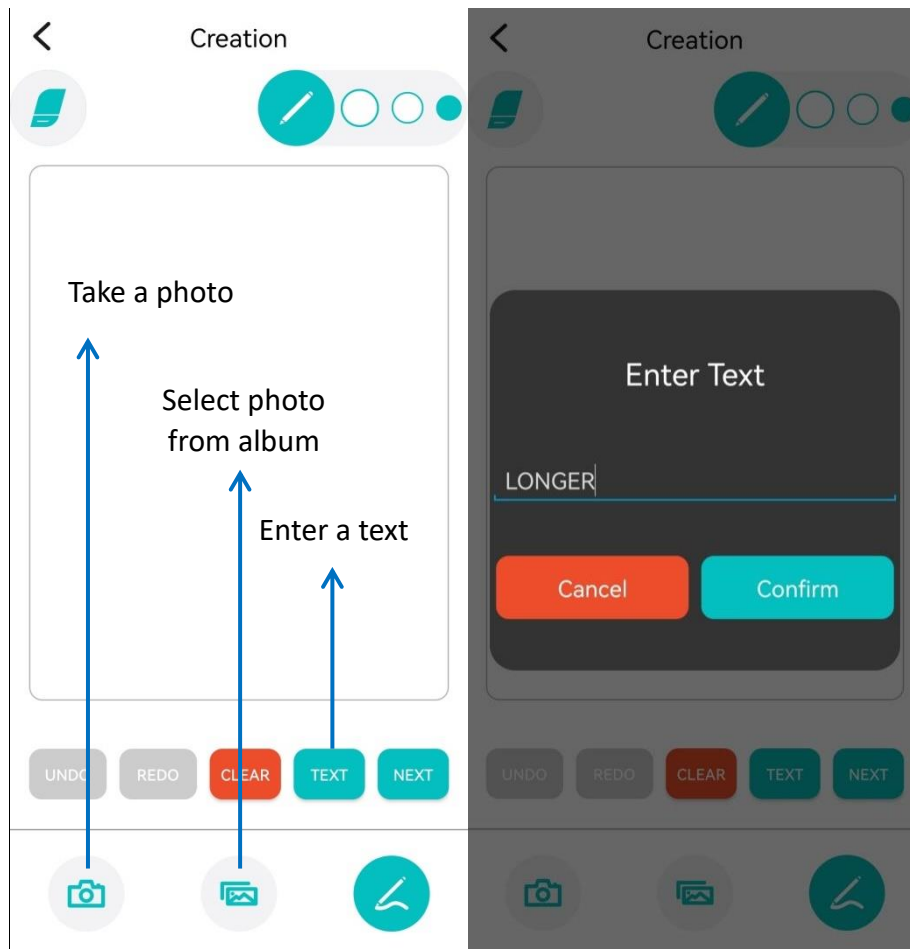 Creation
Take a photo
Select photo
from album
Enter a text
UNDO REDO CLEAR TEXT NEXT
Creation
Enter Text
LONGER
Cancel Confirm
UNDO REDO CLEAR TEXT NEXT